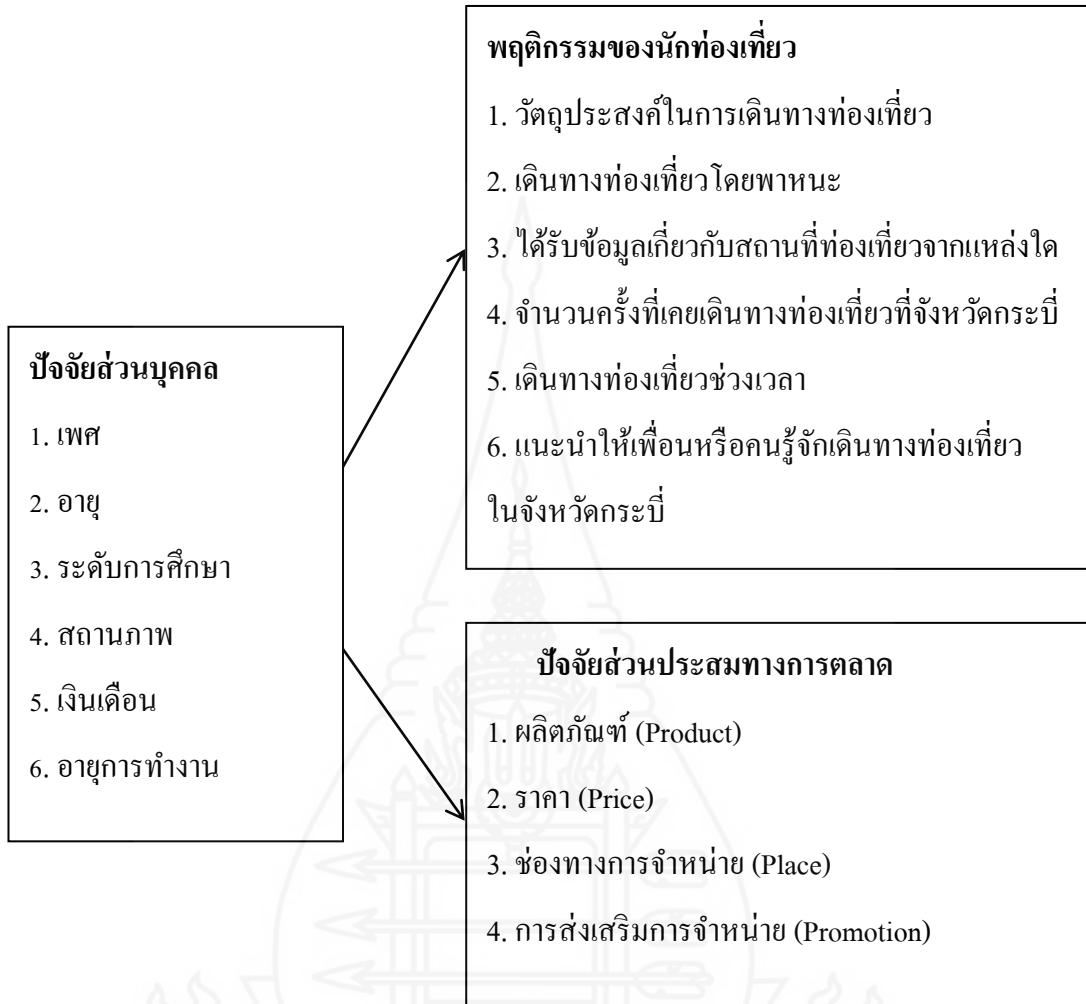 พฤติกรรมของนักท่องเที่ยว
1. วัตถุประสงค์ในการเดินทางท่องเที่ยว
2. เดินทางท่องเที่ยวโดยพาหนะ
3. ได้รับข้อมูลเกี่ยวกับสถานที่ท่องเที่ยวจากแหล่งใด
4. จำนวนครั้งที่เคยเดินทางท่องเที่ยวที่จังหวัดกระบี่
5. เดินทางท่องเที่ยวช่วงเวลา
6. แนะนำให้เพื่อนหรือคนรู้จักเดินทางท่องเที่ยว
ในจังหวัดกระบี่
ปัจจัยส่วนบุคคล
1. เพศ
2. อายุ
3. ระดับการศึกษา
4. สถานภาพ
5. เงินเดือน
6. อายุการทำงาน
ปัจจัยส่วนประสมทางการตลาด
1. ผลิตภัณฑ์ (Product)
2. ราคา (Price)
3. ช่องทางการจำหน่าย (Place)
4. การส่งเสริมการจำหน่าย (Promotion)